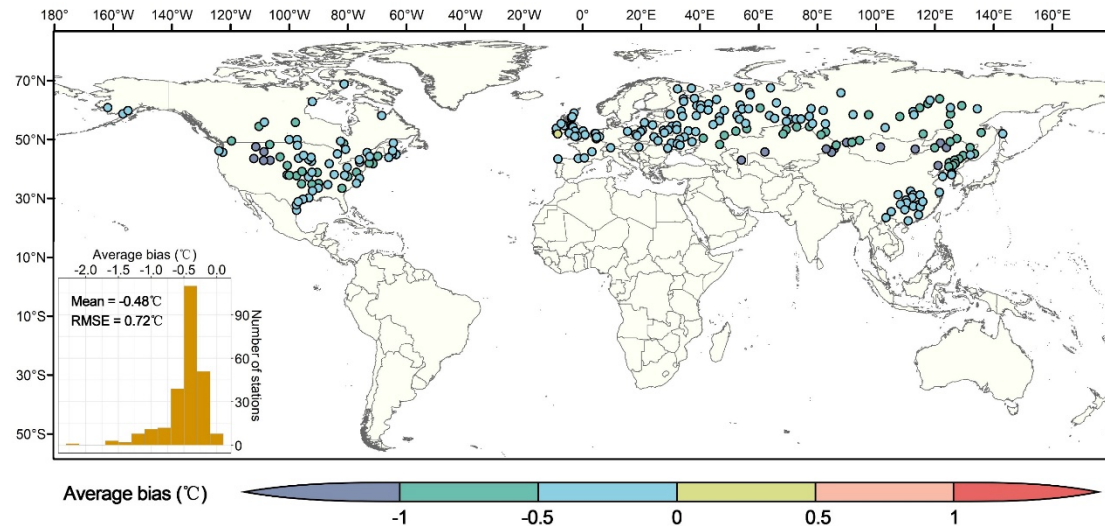 180° 160°W 140°W 120°W 100°W 80°W 60°W 40°W 20°W 0° 20°E 40°E 60°E 80°E 100°E 120°E 140°E 160°E
70°N
50°N
30°N
10°N
10°S
30°S
50°S
Average bias (℃)
-2.0 -1.5 -1.0 -0.5 0.0
Mean = -0.48℃
RMSE = 0.72℃
90
60
30
0
Number of stations
Average bias (℃)
-1 -0.5 0 0.5 1